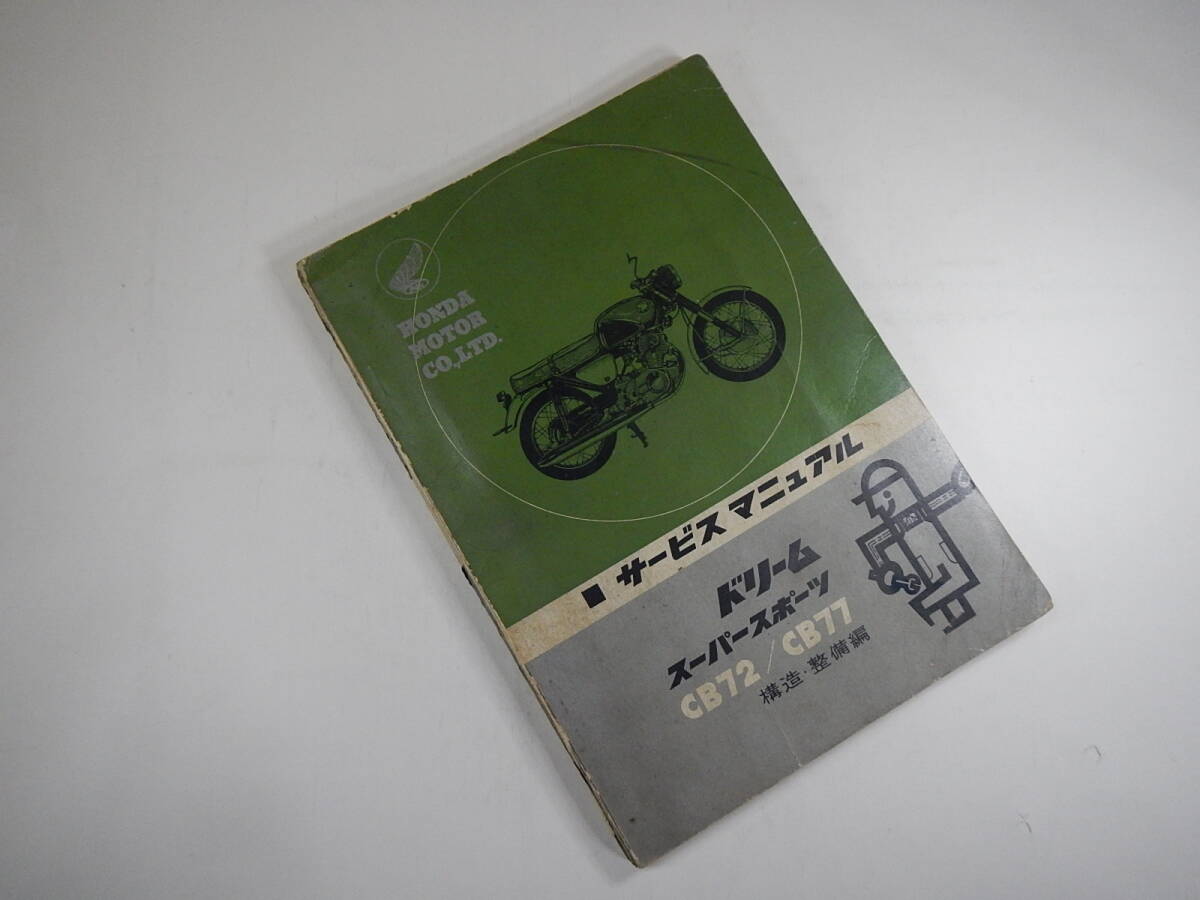 HONDA
MOTOR
CO.,LTD.
■ サービスマニュアル
ドリーム
スーパースポーツ
CB72/CB77
構造・整備編